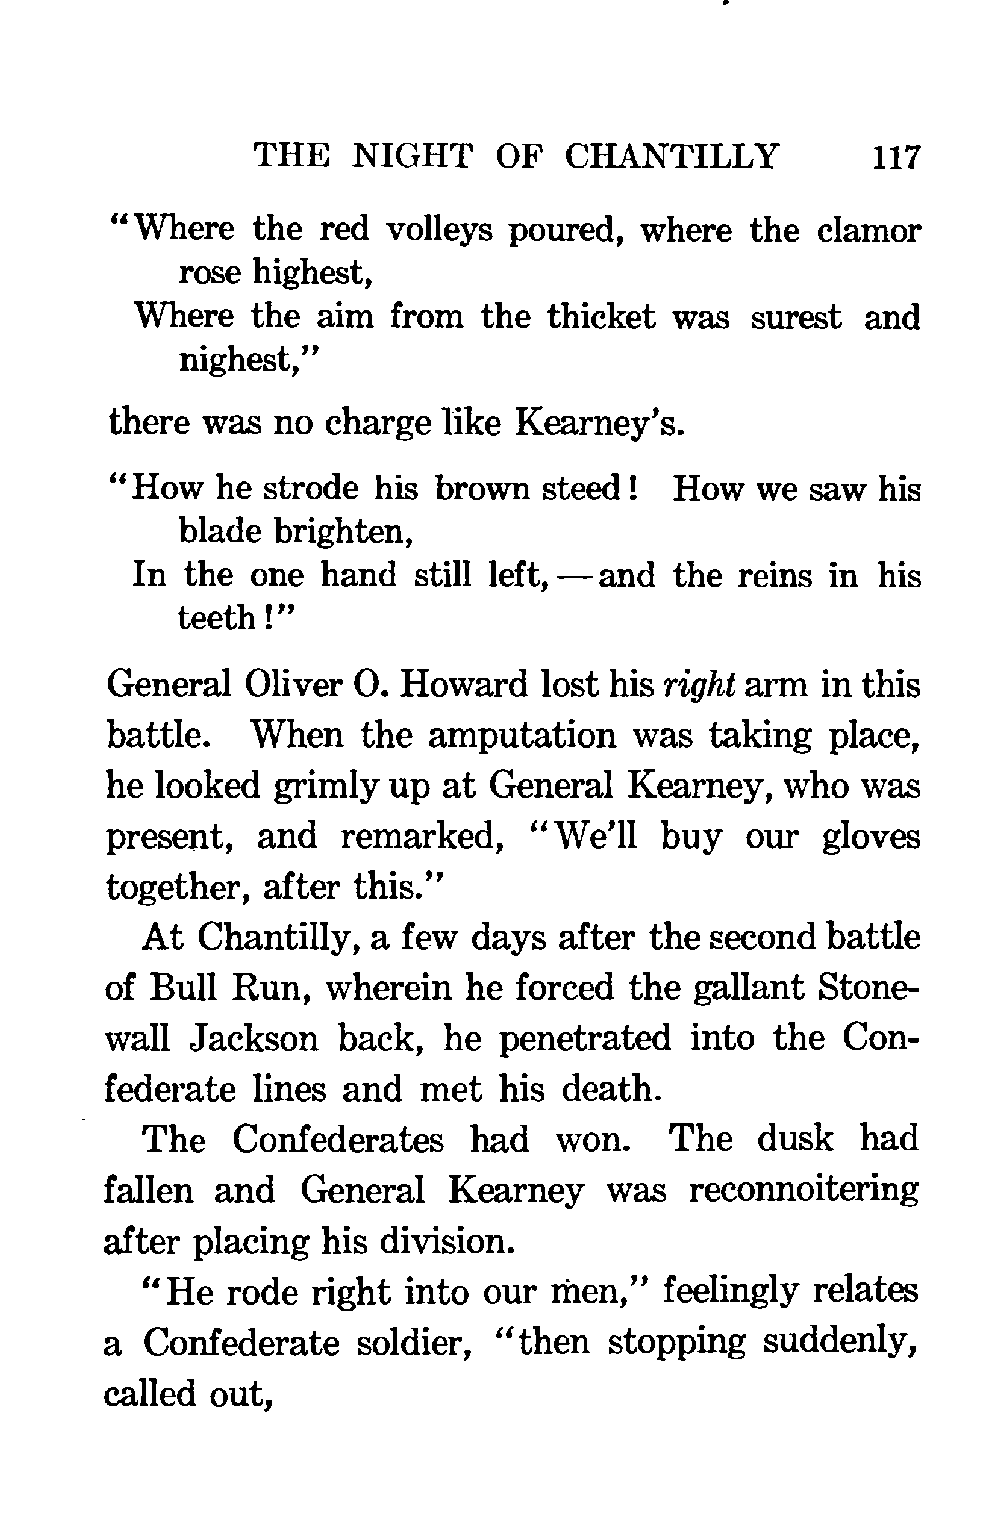 THE NIGHT OF CHANTILLY 117
“Where the red volleys poured, where the clamor
rose highest,
Where the aim from the thicket was surest and
nighest,”
there was no charge like Kearney’s.
“How he strode his brown steed! How we saw his
blade brighten,
In the one hand still left,—and the reins in his
teeth!”
General Oliver O. Howard lost his right arm in this
battle. When the amputation was taking place,
he looked grimly up at General Kearney, who was
present, and remarked, “We’ll buy our gloves
together, after this.”
At Chantilly, a few days after the second battle
of Bull Run, wherein he forced the gallant Stone-
wall Jackson back, he penetrated into the Con-
federate lines and met his death.
The Confederates had won. The dusk had
fallen and General Kearney was reconnoitering
after placing his division.
“He rode right into our men,” feelingly relates
a Confederate soldier, “then stopping suddenly,
called out,